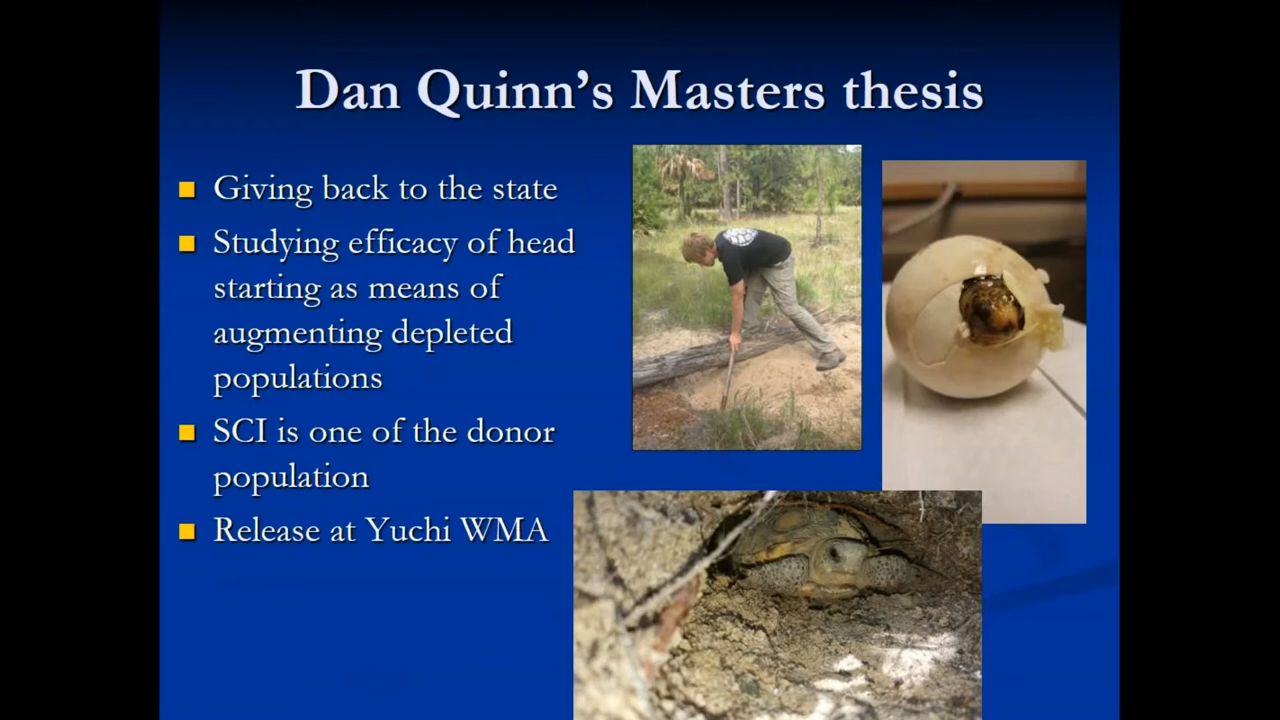 Dan Quinn’s Masters thesis
Giving back to the state
Studying efficacy of head
starting as means of
augmenting depleted
populations
SCI is one of the donor
population
Release at Yuchi WMA